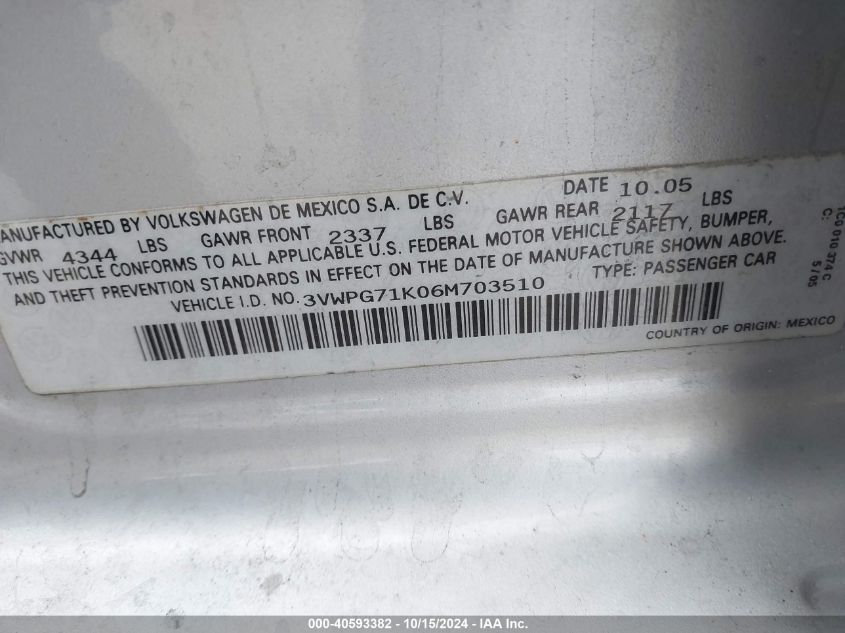 ANUFACTURED BY VOLKSWAGEN DE MEXICO S.A. DE C.V. DATE 10.05
GVWR 4344 LBS GAWR FRONT 2337 LBS GAWR REAR 2117 LBS
THIS VEHICLE CONFORMS TO ALL APPLICABLE U.S. FEDERAL MOTOR VEHICLE SAFETY, BUMPER,
AND THEFT PREVENTION STANDARDS IN EFFECT ON THE DATE OF MANUFACTURE SHOWN ABOVE.
VEHICLE I.D. NO. 3VWPG71K06M703510 TYPE: PASSENGER CAR
COUNTRY OF ORIGIN: MEXICO
1C0 010 374 C
C: 5/05
000-40593382 - 10/15/2024 - IAA Inc.